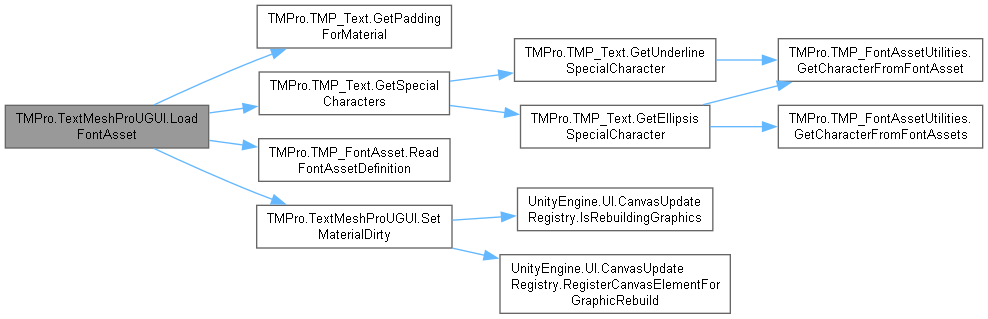 TMPro.TMP_Text.GetPadding
ForMaterial
TMPro.TMP_Text.GetUnderline
SpecialCharacter
TMPro.TMP_FontAssetUtilities.
GetCharacterFromFontAsset
TMPro.TMP_Text.GetSpecial
Characters
TMPro.TextMeshProUGUI.Load
FontAsset
TMPro.TMP_Text.GetEllipsis
SpecialCharacter
TMPro.TMP_FontAssetUtilities.
GetCharacterFromFontAssets
TMPro.TMP_FontAsset.Read
FontAssetDefinition
TMPro.TextMeshProUGUI.Set
MaterialDirty
UnityEngine.UI.CanvasUpdate
Registry.IsRebuildingGraphics
UnityEngine.UI.CanvasUpdate
Registry.RegisterCanvasElementFor
GraphicRebuild